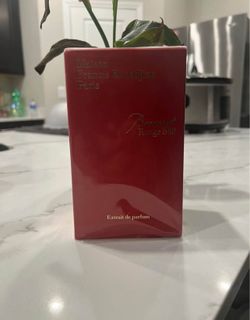 Maison
Francis Kurkdjian
Paris
Baccarat
Rouge 540
Extrait de parfum